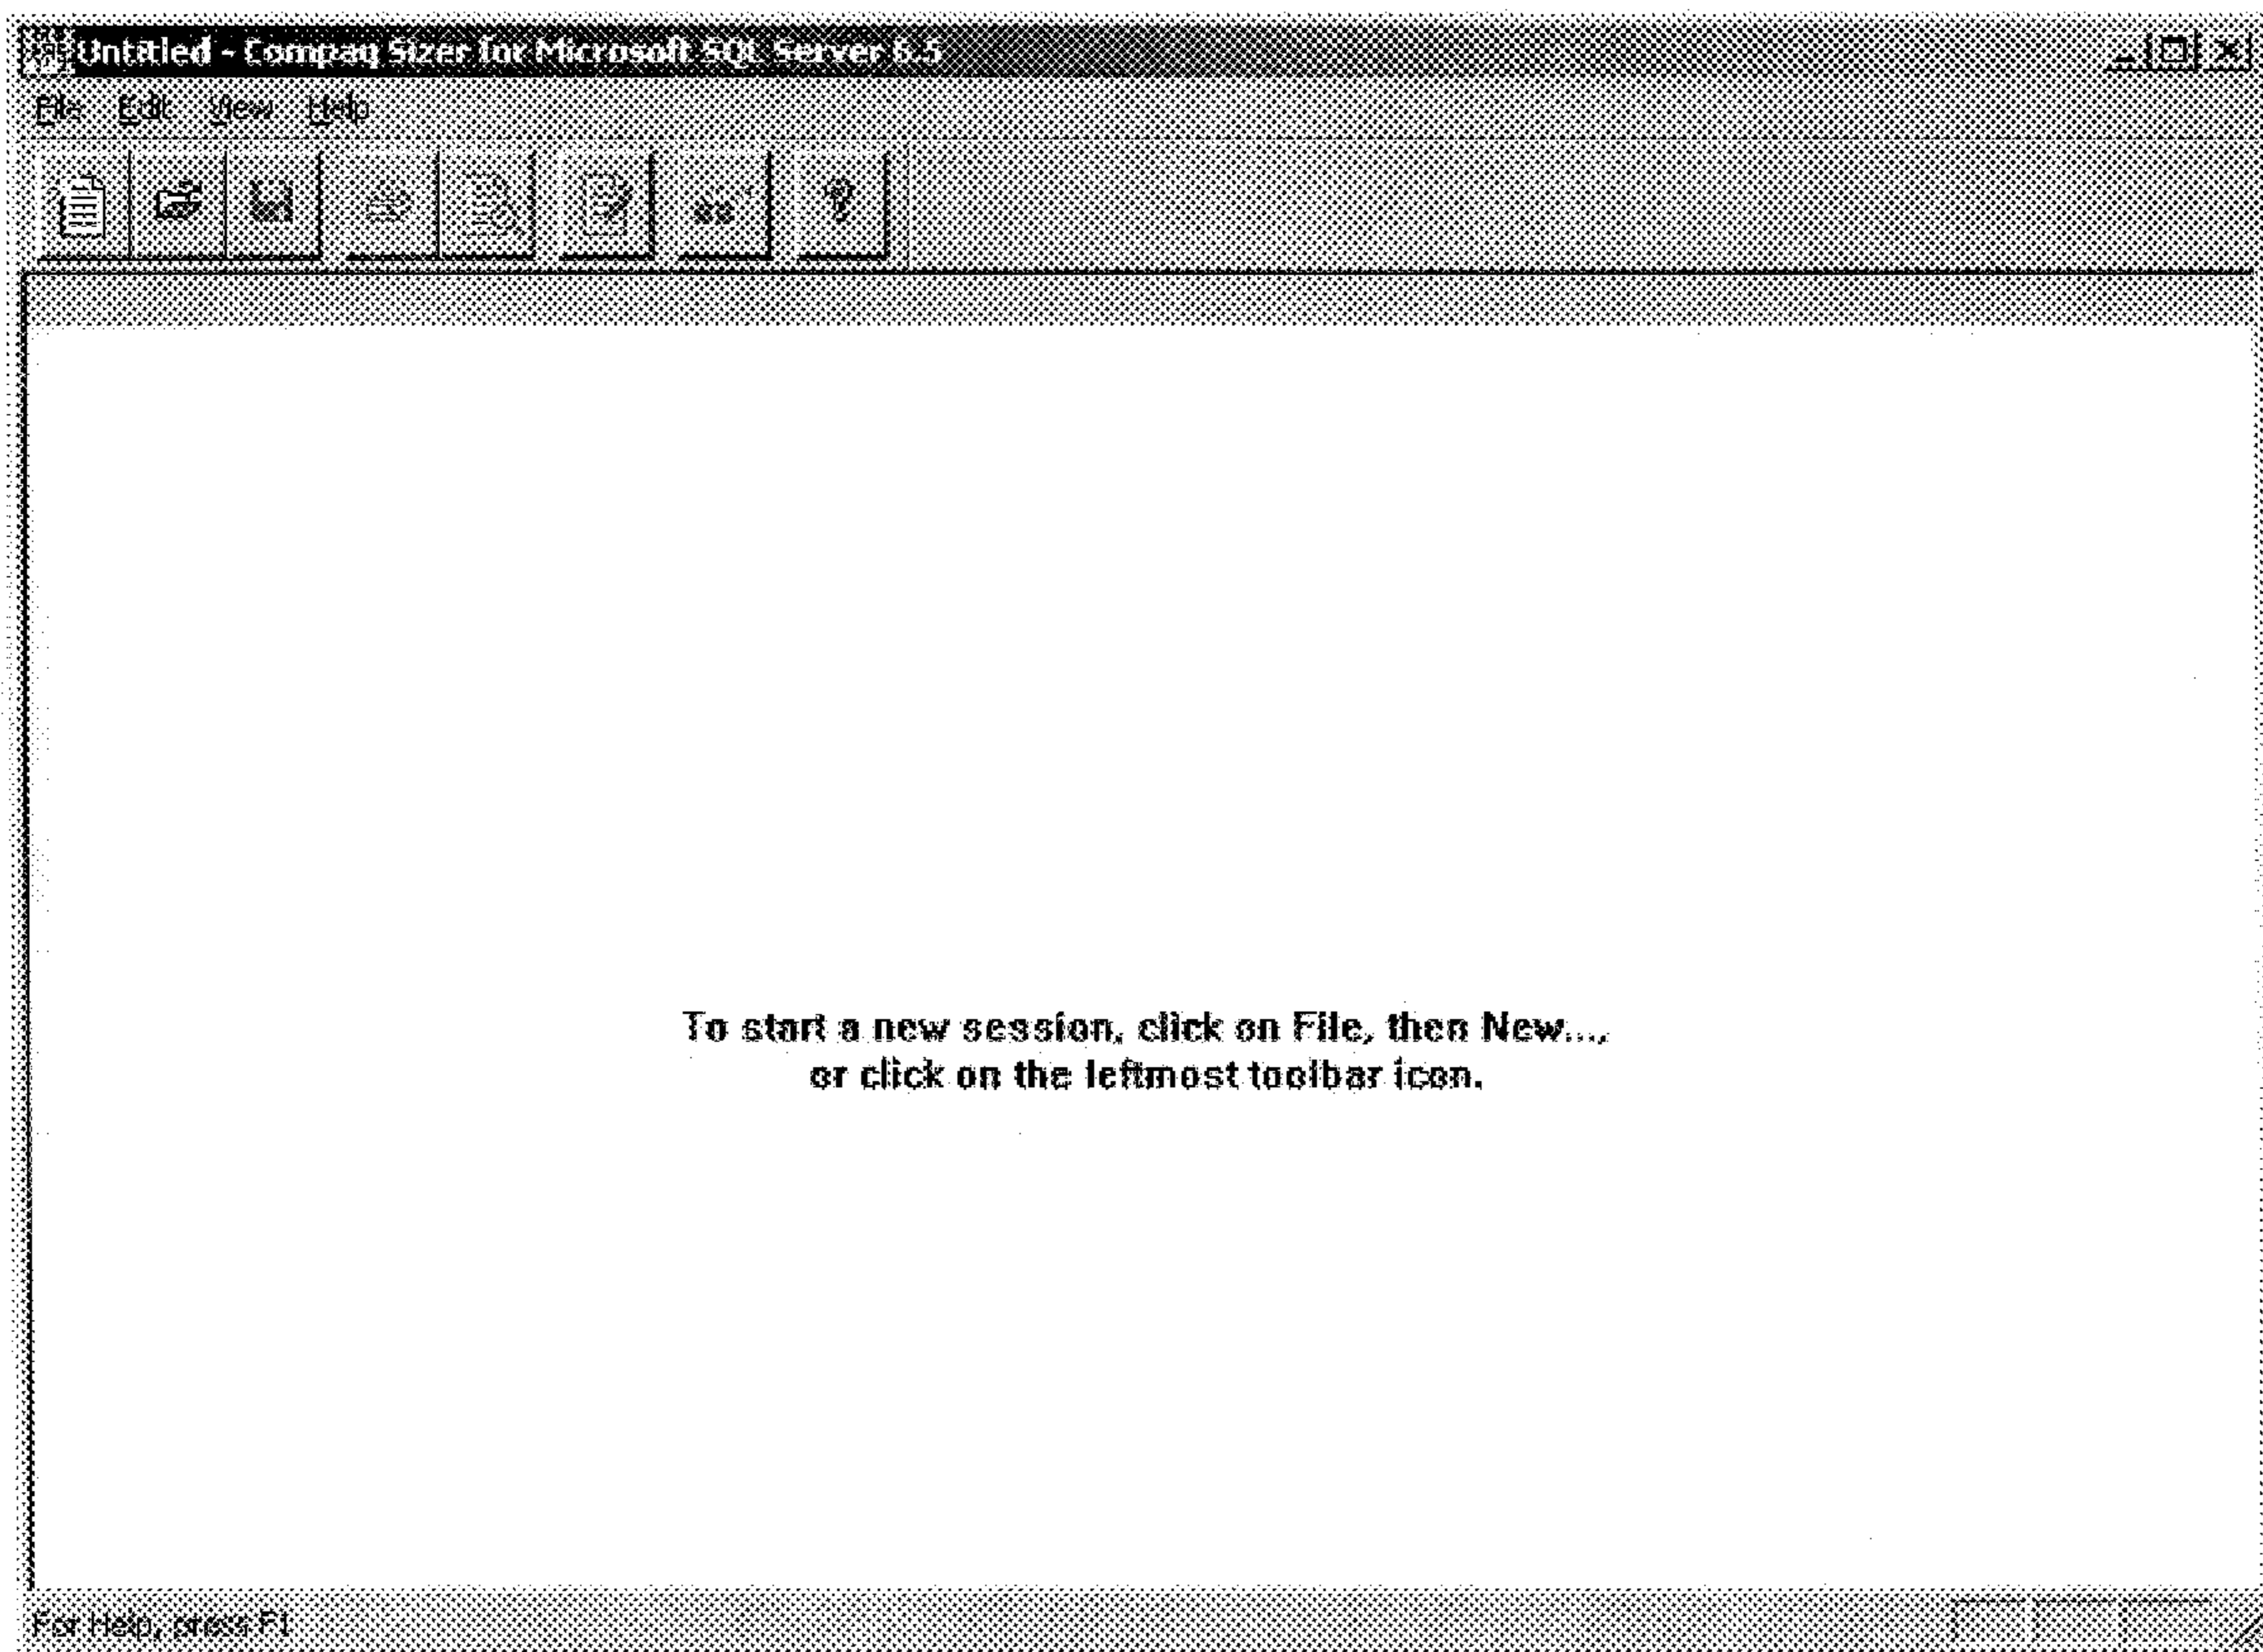 Untitled - Compaq Sizer for Microsoft SQL Server 6.5
File Edit View Help
To start a new session, click on File, then New...,
or click on the leftmost toolbar icon.
For Help, press F1